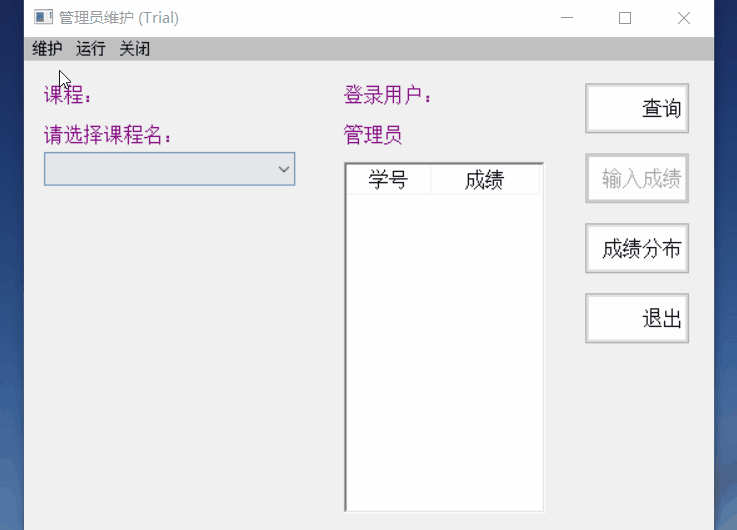 管理员维护 (Trial)
维护 运行 关闭
课程：
请选择课程名：
登录用户：
管理员
学号 成绩
查询
输入成绩
成绩分布
退出